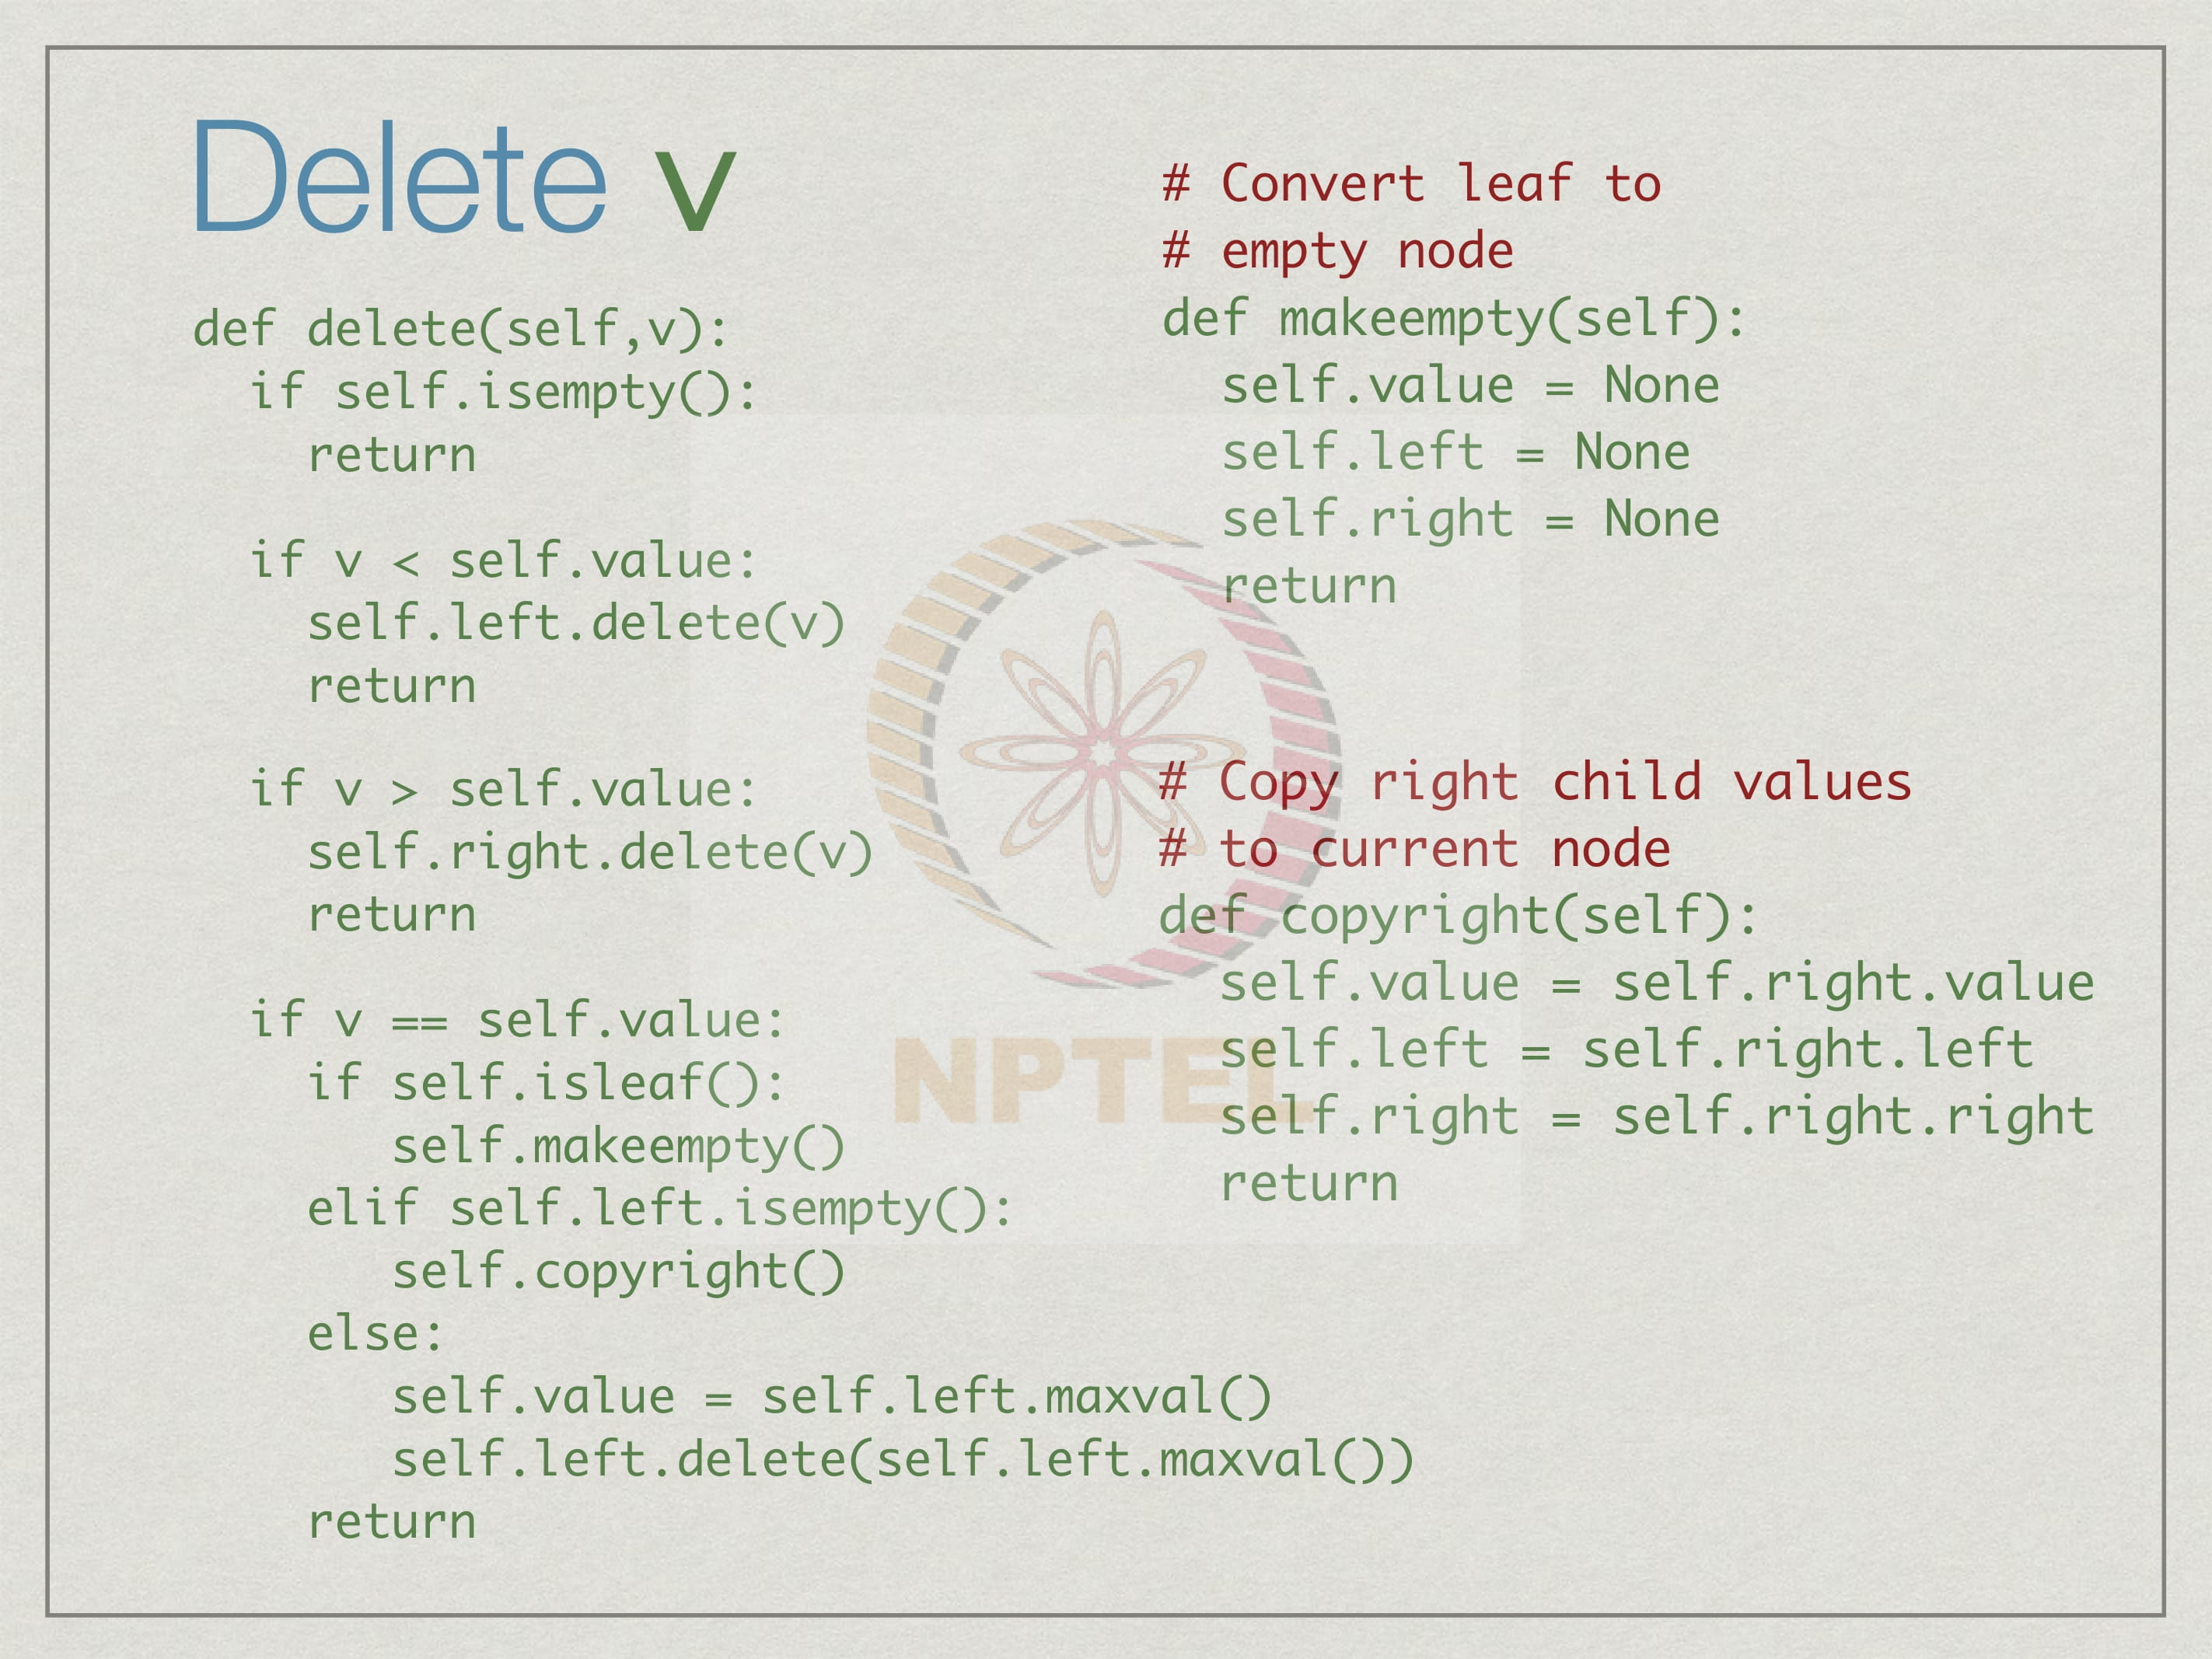 Delete v
def delete(self,v):
  if self.isempty():
    return
  if v < self.value:
    self.left.delete(v)
    return
  if v > self.value:
    self.right.delete(v)
    return
  if v == self.value:
    if self.isleaf():
       self.makeempty()
    elif self.left.isempty():
       self.copyright()
    else:
       self.value = self.left.maxval()
       self.left.delete(self.left.maxval())
    return
# Convert leaf to
# empty node
def makeempty(self):
  self.value = None
  self.left = None
  self.right = None
  return
# Copy right child values
# to current node
def copyright(self):
  self.value = self.right.value
  self.left = self.right.left
  self.right = self.right.right
  return
NPTEL